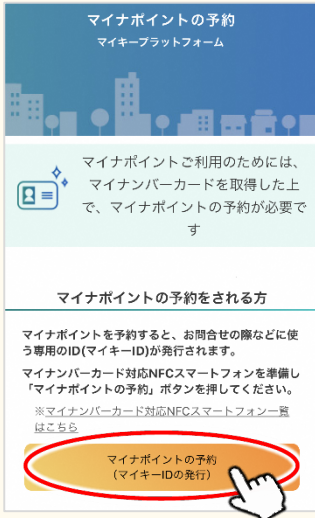 マイナポイントの予約
マイキープラットフォーム
マイナポイントご利用のためには、
マイナンバーカードを取得した上
で、マイナポイントの予約が必要で
す
マイナポイントの予約をされる方
マイナポイントを予約すると、お問合せの際などに使
う専用のID(マイキーID)が発行されます。
マイナンバーカード対応NFCスマートフォンを準備し
「マイナポイントの予約」ボタンを押してください。
※マイナンバーカード対応NFCスマートフォン一覧
はこちら
マイナポイントの予約
（マイキーIDの発行）